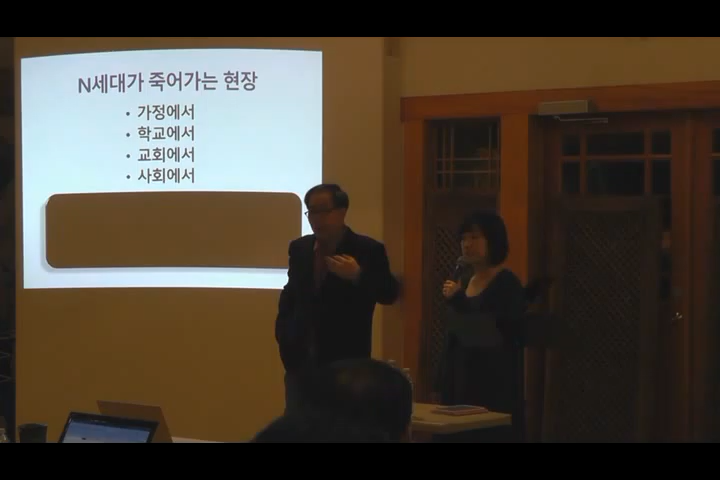 N세대가 죽어가는 현장
• 가정에서
• 학교에서
• 교회에서
• 사회에서